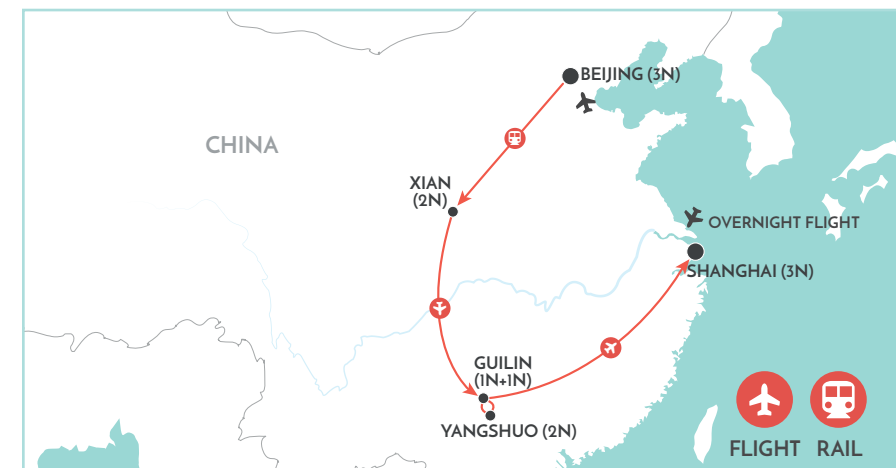 BEIJING (3N)
CHINA
XIAN
(2N)
OVERNIGHT FLIGHT
SHANGHAI (3N)
GUILIN
(1N+1N)
YANGSHUO (2N)
FLIGHT
RAIL